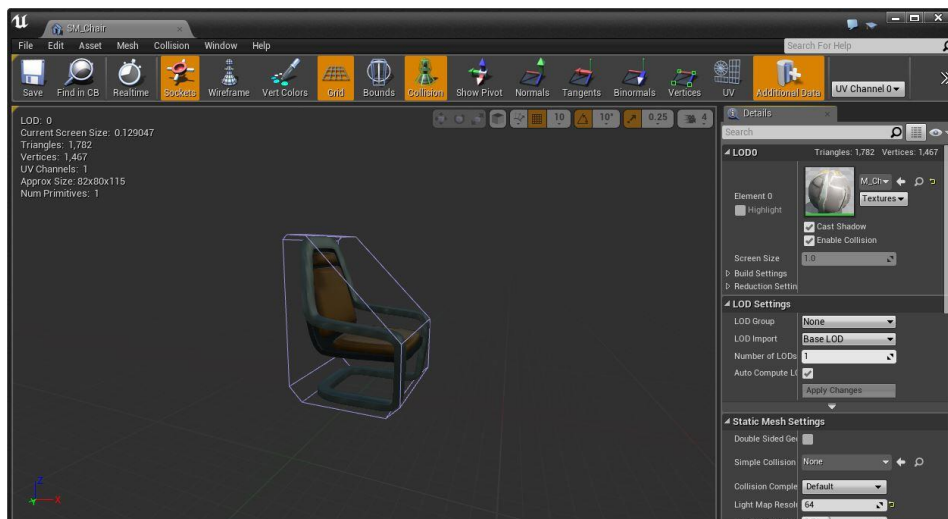 SM_Chair
File Edit Asset Mesh Collision Window Help
Search For Help
Save Find in CB Realtime Sockets Wireframe Vert Colors Grid Bounds Collision Show Pivot Normals Tangents Binormals Vertices UV Additional Data UV Channel 0
LOD: 0
Current Screen Size: 0.129047
Triangles: 1,782
Vertices: 1,467
UV Channels: 1
Approx Size: 82x80x115
Num Primitives: 1
10 10° 0.25 4
Z
X
Details
Search
LOD0 Triangles: 1,782 Vertices: 1,467
Element 0
Highlight
M_Ch
Textures
Cast Shadow
Enable Collision
Screen Size 1.0
Build Settings
Reduction Settin
LOD Settings
LOD Group None
LOD Import Base LOD
Number of LODs 1
Auto Compute LO
Apply Changes
Static Mesh Settings
Double Sided Geo
Simple Collision None
Collision Comple Default
Light Map Resolu 64